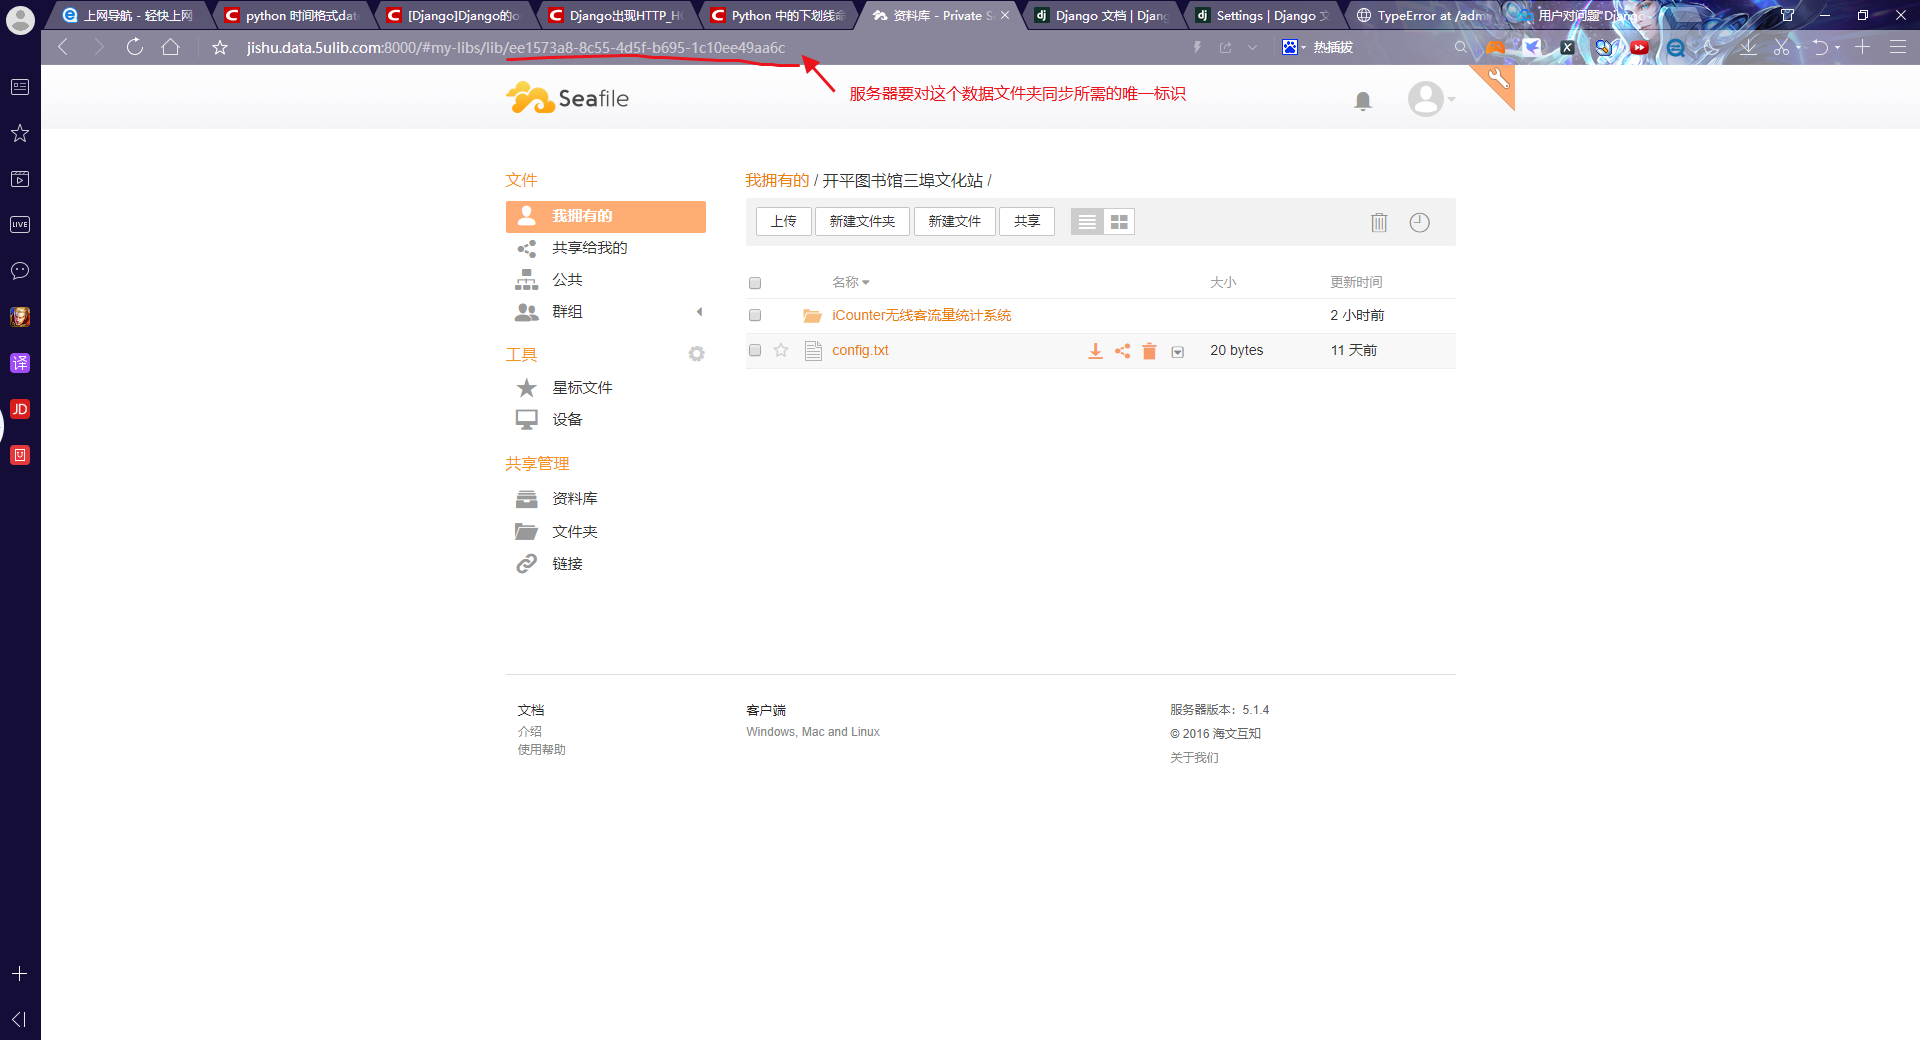 上网导航 - 轻快上网
python 时间格式dat
[Django]Django的o
Django出现HTTP_H
Python 中的下划线命
资料库 - Private S
Django 文档 | Djang
Settings | Django 文
TypeError at /admi
用户对问题"Django
jishu.data.5ulib.com:8000/#my-libs/lib/ee1573a8-8c55-4d5f-b695-1c10ee49aa6c
热插拔
LIVE
译
JD
Seafile
服务器要对这个数据文件夹同步所需的唯一标识
文件
我拥有的
共享给我的
公共
群组
工具
星标文件
设备
共享管理
资料库
文件夹
链接
我拥有的 / 开平图书馆三埠文化站 /
上传 新建文件夹 新建文件 共享
名称 大小 更新时间
iCounter无线客流量统计系统 2 小时前
config.txt 20 bytes 11 天前
文档
介绍
使用帮助
客户端
Windows, Mac and Linux
服务器版本：5.1.4
© 2016 海文互知
关于我们